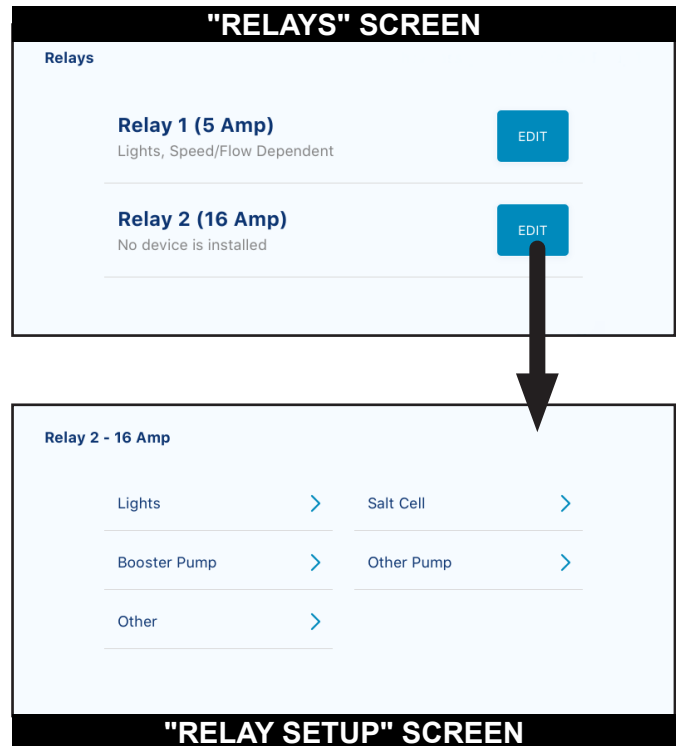 "RELAYS" SCREEN
Relays
Relay 1 (5 Amp)
Lights, Speed/Flow Dependent
EDIT
Relay 2 (16 Amp)
No device is installed
EDIT
Relay 2 - 16 Amp
Lights
Salt Cell
Booster Pump
Other Pump
Other
"RELAY SETUP" SCREEN